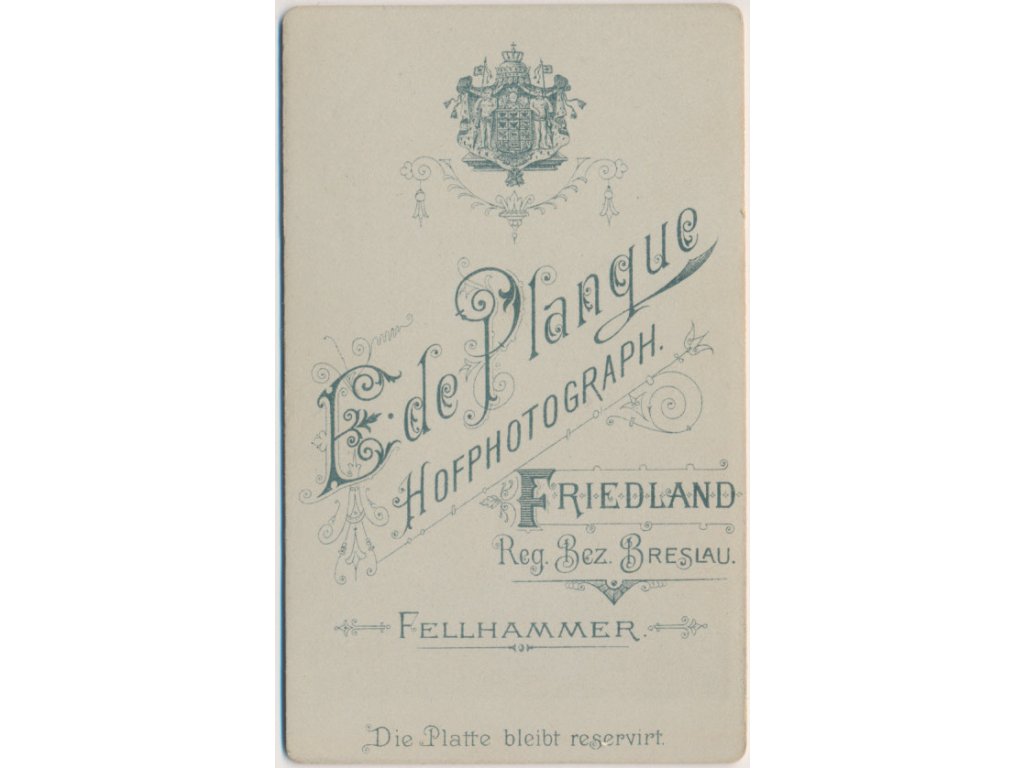 E. de Planque
HOFPHOTOGRAPH.
FRIEDLAND
Reg. Bez. BRESLAU.
FELLHAMMER.
Die Platte bleibt reservirt.